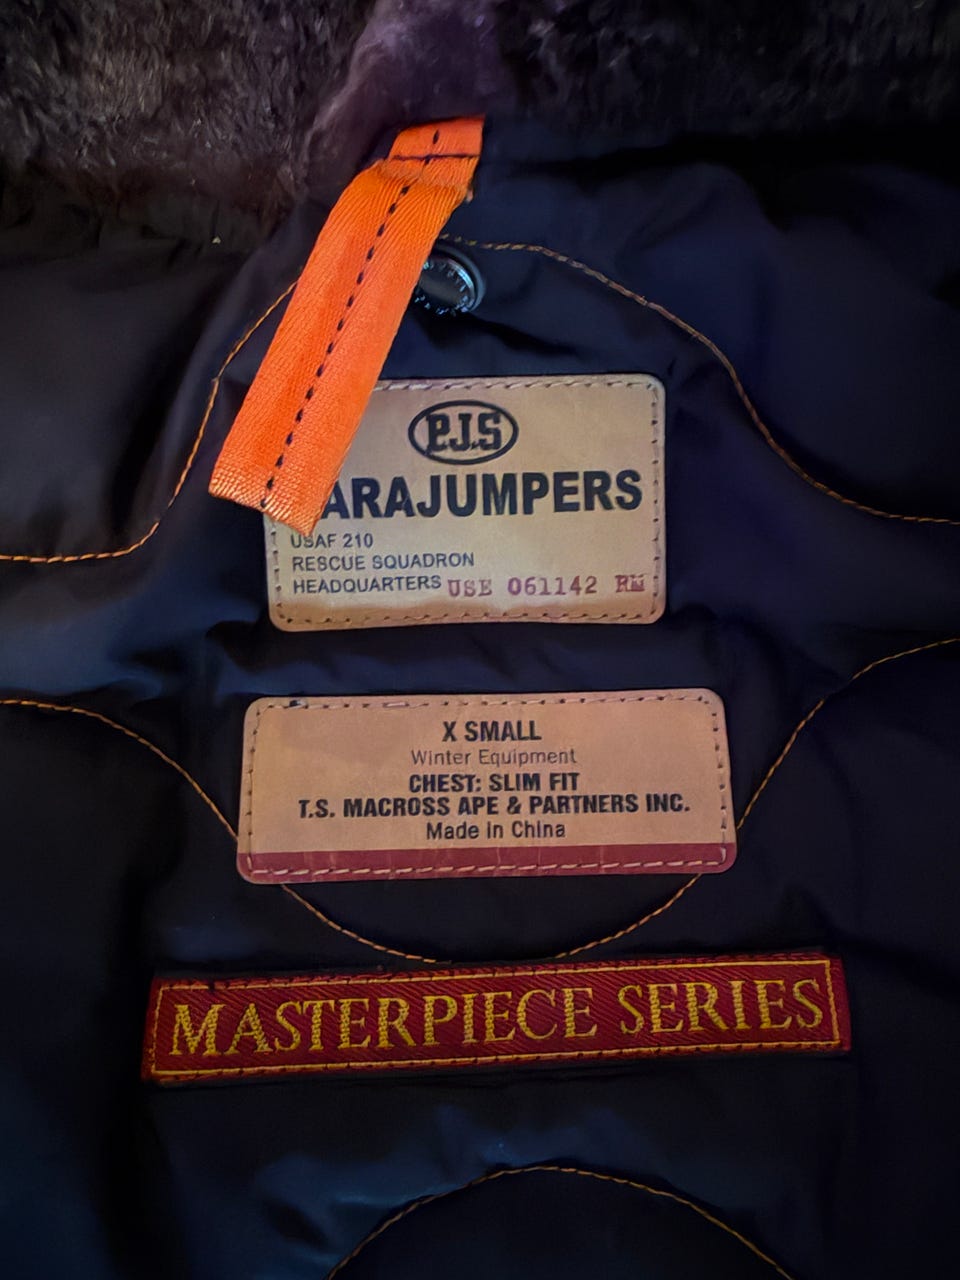 P.J.S
ARAJUMPERS
USAF 210
RESCUE SQUADRON
HEADQUARTERS USE 061142 RM
X SMALL
Winter Equipment
CHEST: SLIM FIT
T.S. MACROSS APE & PARTNERS INC.
Made in China
MASTERPIECE SERIES